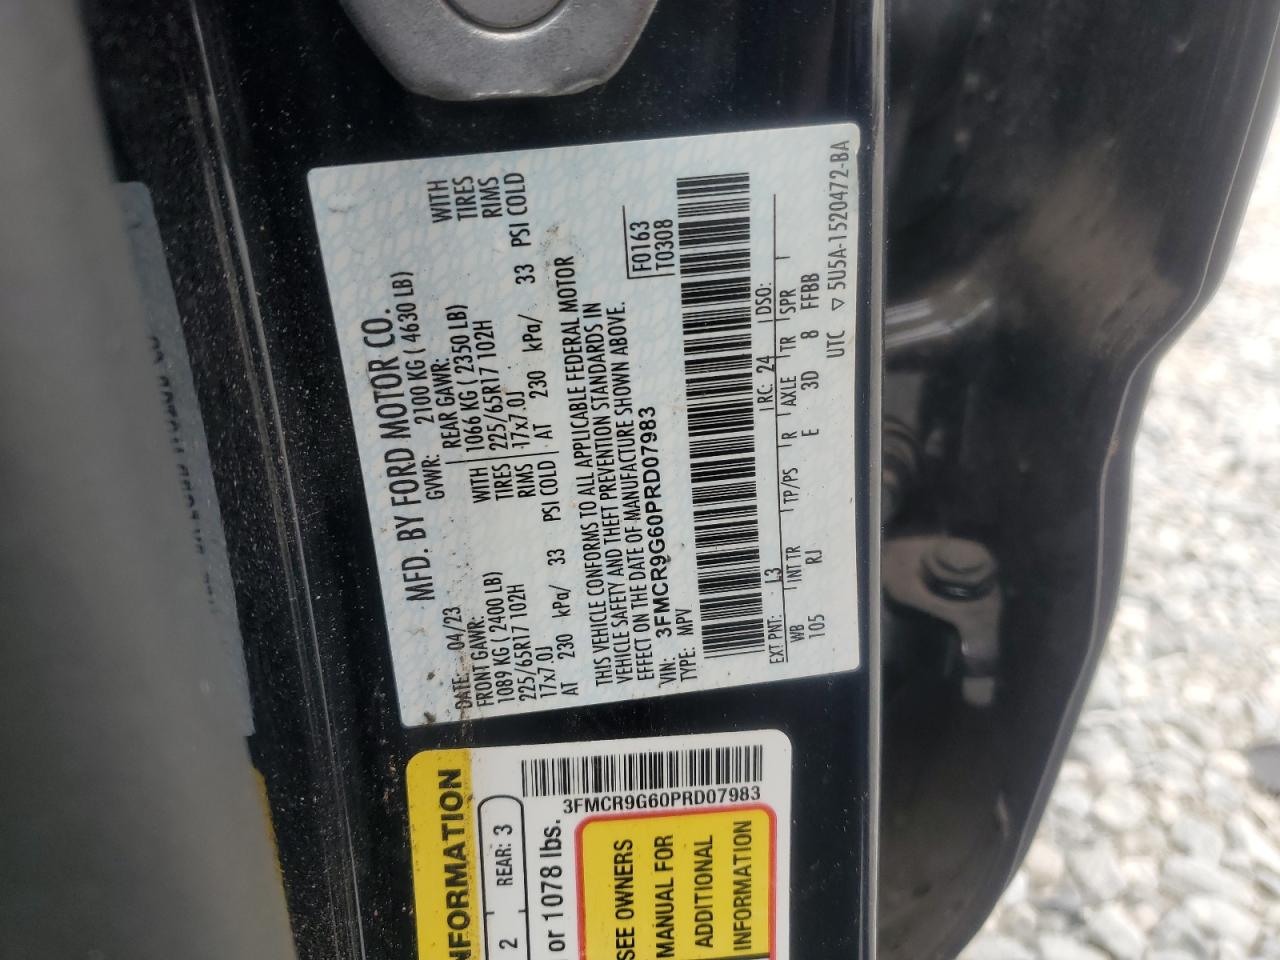 MFD. BY FORD MOTOR CO.
DATE: 04/23 GVWR: 2100 KG ( 4630 LB)
FRONT GAWR: REAR GAWR:
1089 KG ( 2400 LB) WITH 1066 KG ( 2350 LB) WITH
225/65R17 102H TIRES 225/65R17 102H TIRES
17x7.0J RIMS 17x7.0J RIMS
AT 230 kPa/ 33 PSI COLD AT 230 kPa/ 33 PSI COLD
THIS VEHICLE CONFORMS TO ALL APPLICABLE FEDERAL MOTOR
VEHICLE SAFETY AND THEFT PREVENTION STANDARDS IN
EFFECT ON THE DATE OF MANUFACTURE SHOWN ABOVE.
VIN: 3FMCR9G60PRD07983
TYPE: MPV
F0163
T0308
EXT PNT: L3 RC: 24 DSO:
WB INT TR TP/PS R AXLE TR SPR
105 RJ E 3D 8 FFBB
UTC ▽ 5U5A-1520472-BA
NFORMATION
2 REAR: 3
or 1078 lbs.
3FMCR9G60PRD07983
SEE OWNERS
MANUAL FOR
ADDITIONAL
INFORMATION